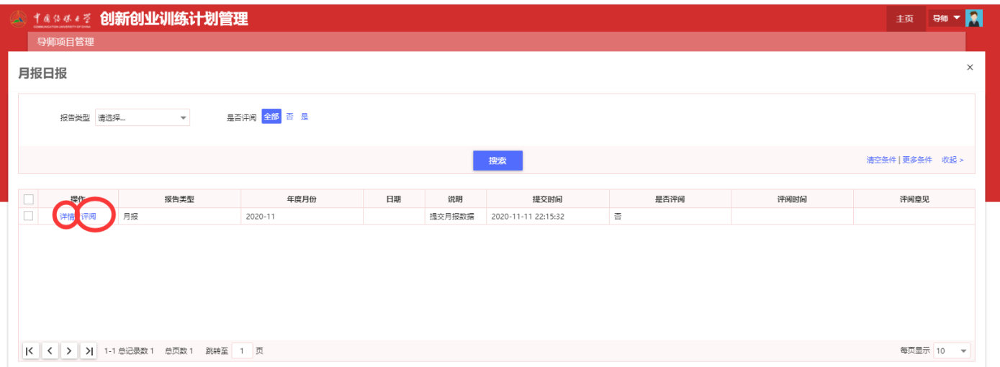 中国传媒大学 创新创业训练计划管理 主页 导师
COMMUNICATION UNIVERSITY OF CHINA
导师项目管理
月报日报 ×
报告类型 请选择... 是否评阅 全部 否 是
搜索 清空条件 | 更多条件 收起 >
操作 报告类型 年度月份 日期 说明 提交时间 是否评阅 评阅时间 评阅意见
详情 评阅 月报 2020-11 提交月报数据 2020-11-11 22:15:32 否
1-1 总记录数 1 总页数 1 跳转至 1 页 每页显示 10